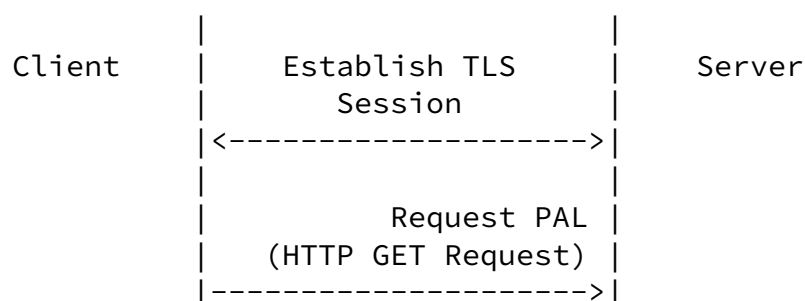 Client Establish TLS Server
Session
Request PAL
(HTTP GET Request)